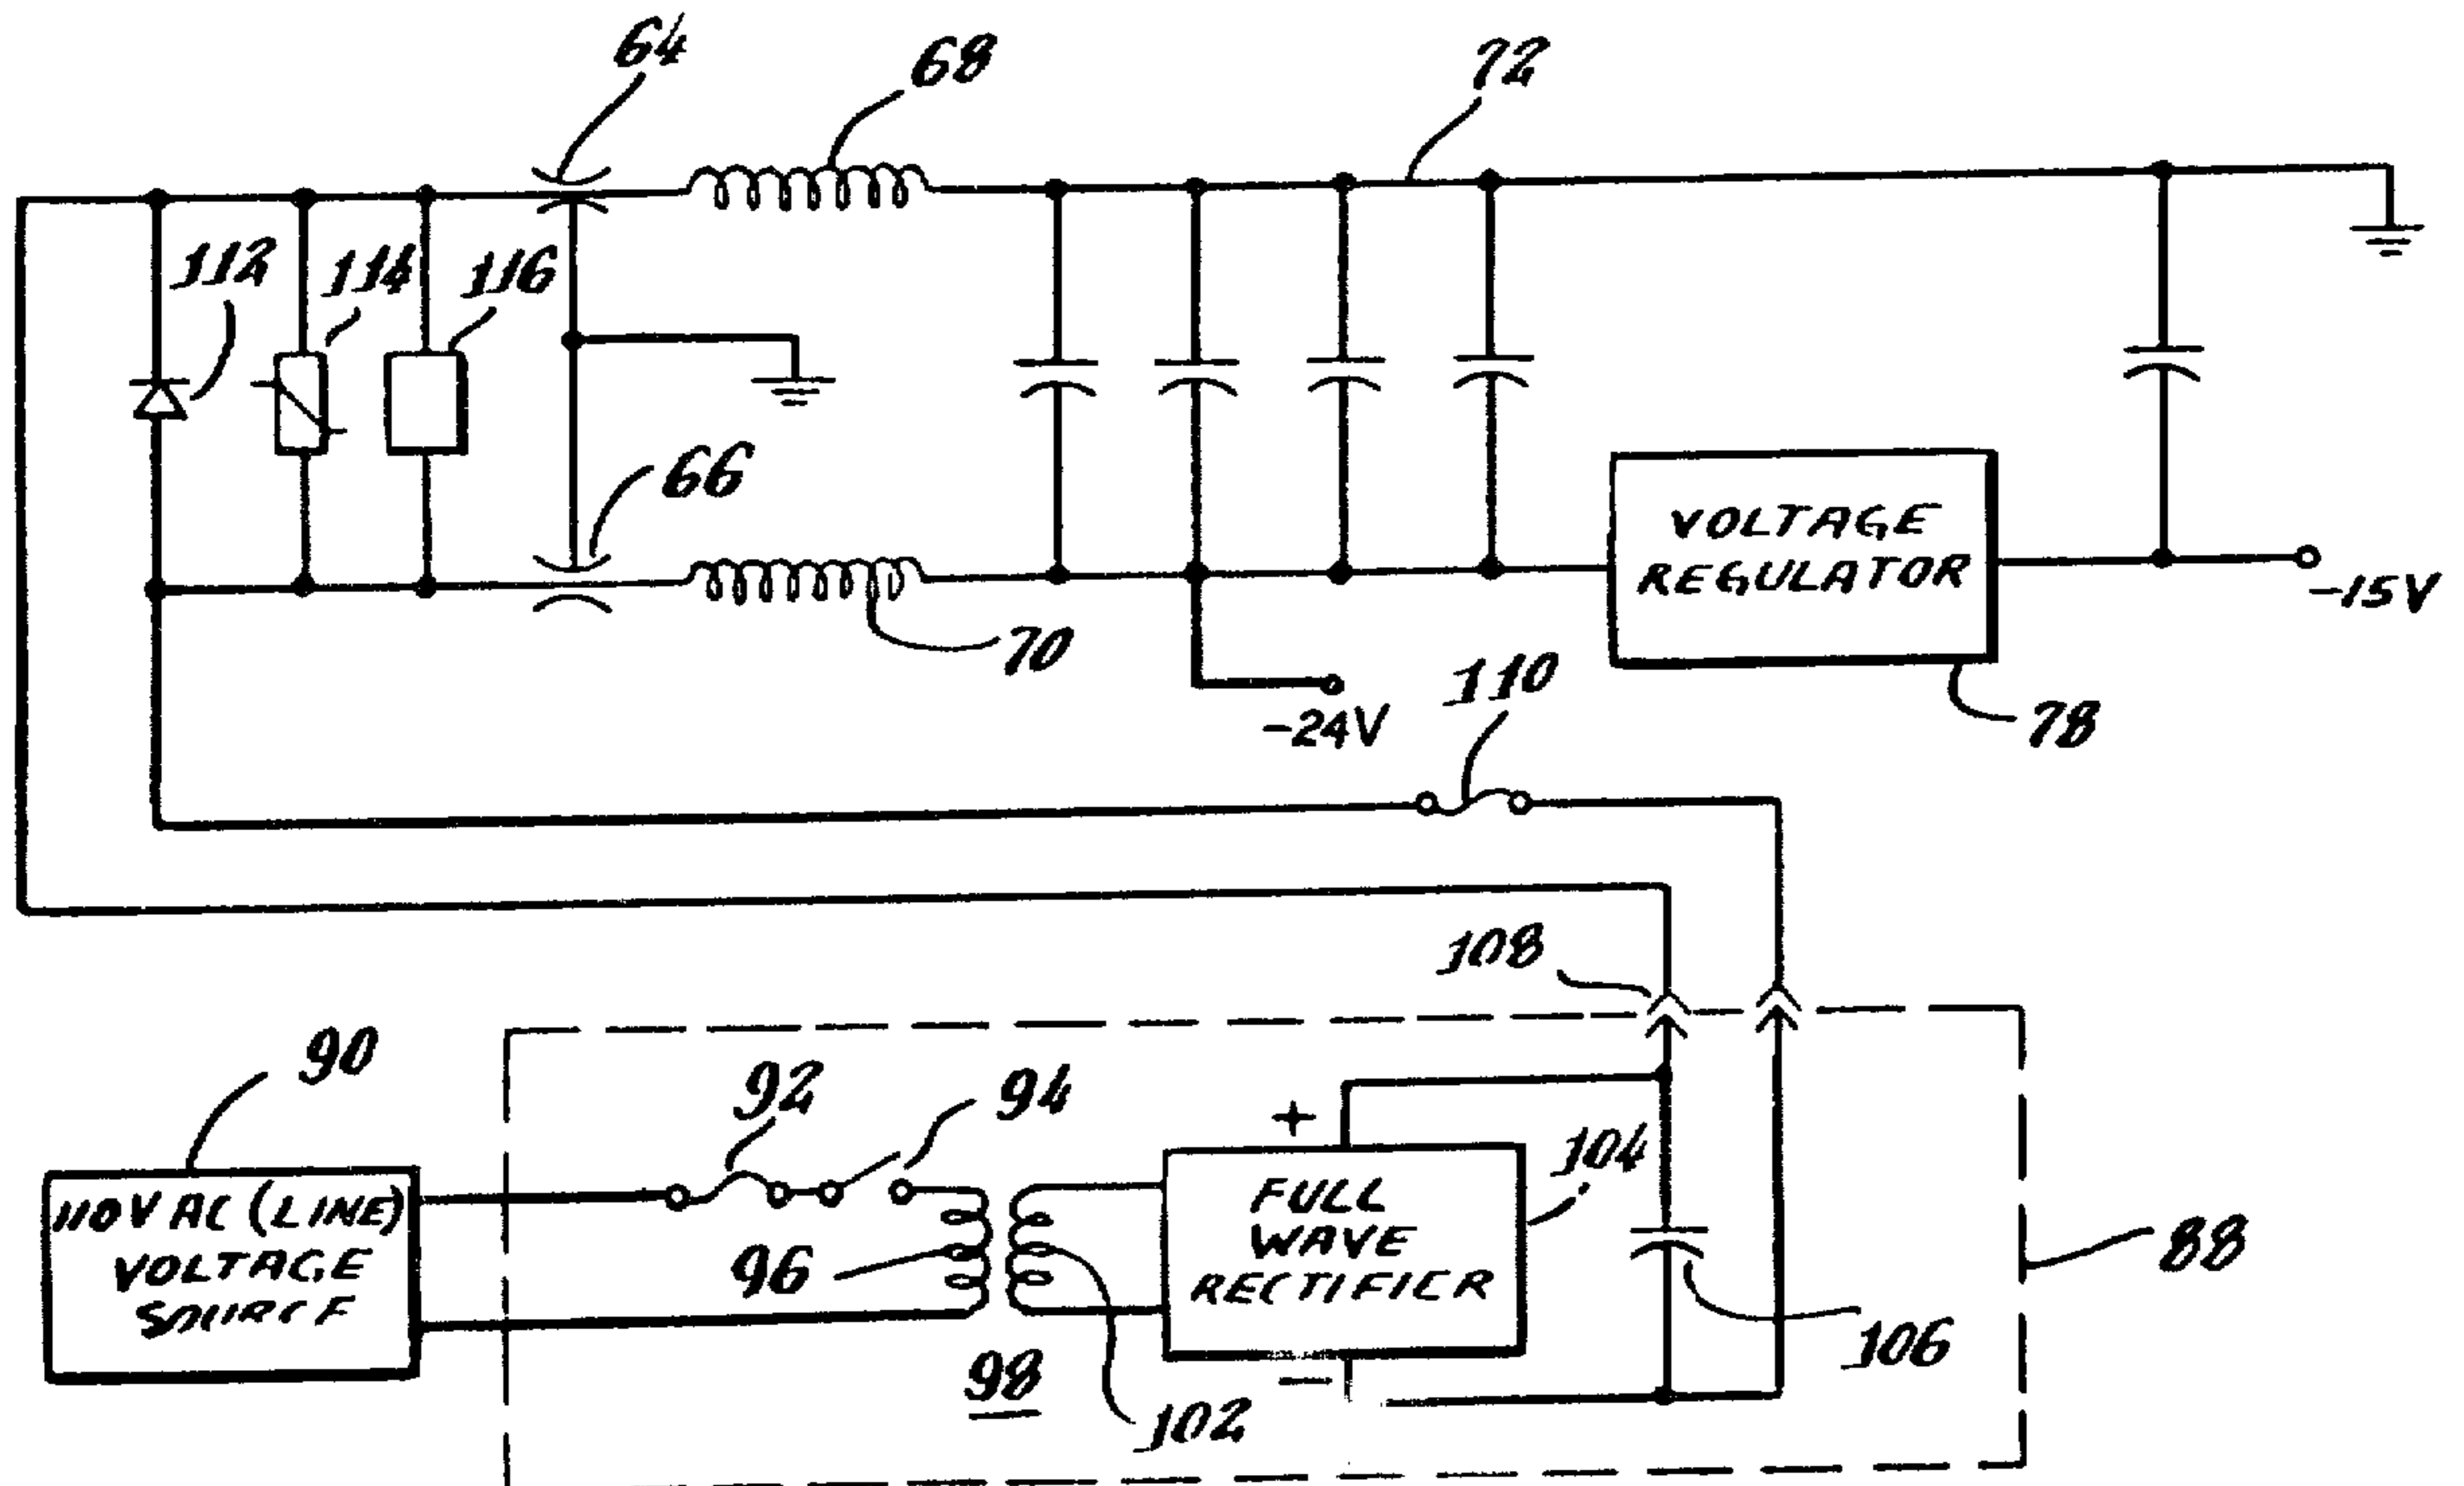 64
68
72
112
114
116
66
70
VOLTAGE
REGULATOR
-15V
-24V
110
78
108
90
92
94
+
104
110V AC (LINE)
VOLTAGE
SOURCE
96
FULL
WAVE
RECTIFIER
88
106
98
-
102